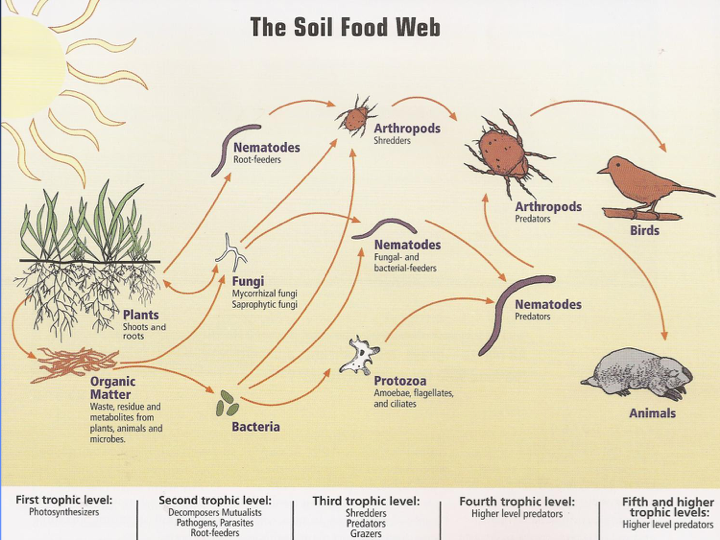 The Soil Food Web
Nematodes
Root-feeders
Arthropods
Shredders
Arthropods
Predators
Birds
Nematodes
Fungal- and
bacterial-feeders
Fungi
Mycorrhizal fungi
Saprophytic fungi
Plants
Shoots and
roots
Nematodes
Predators
Organic
Matter
Waste, residue and
metabolites from
plants, animals and
microbes.
Protozoa
Amoebae, flagellates,
and ciliates
Bacteria
Animals
First trophic level:
Photosynthesizers
Second trophic level:
Decomposers Mutualists
Pathogens, Parasites
Root-feeders
Third trophic level:
Shredders
Predators
Grazers
Fourth trophic level:
Higher level predators
Fifth and higher
trophic levels:
Higher level predators